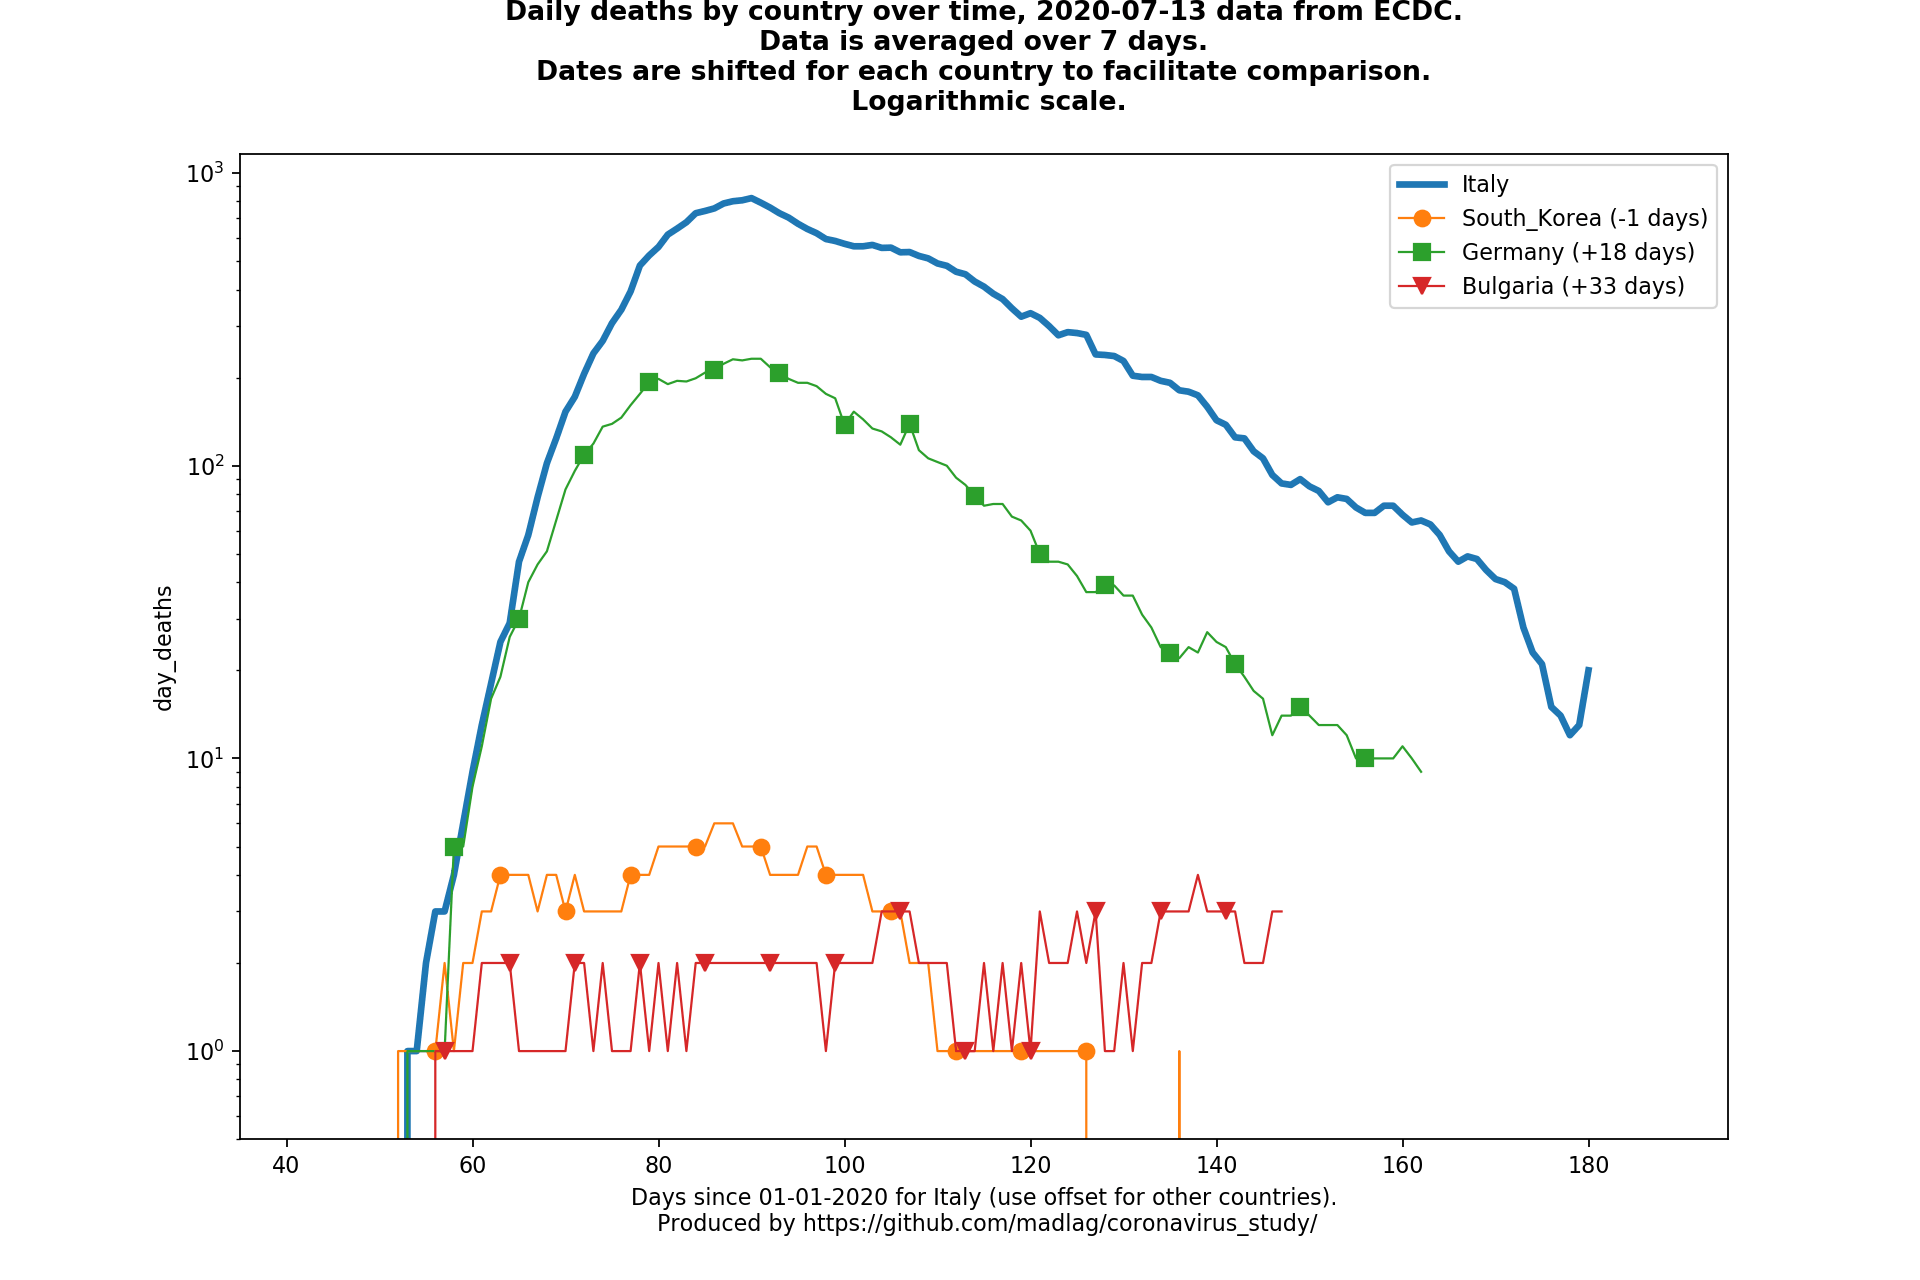 Daily deaths by country over time, 2020-07-13 data from ECDC.
Data is averaged over 7 days.
Dates are shifted for each country to facilitate comparison.
Logarithmic scale.
10³
10²
10¹
10⁰
day_deaths
Italy
South_Korea (-1 days)
Germany (+18 days)
Bulgaria (+33 days)
40 60 80 100 120 140 160 180
Days since 01-01-2020 for Italy (use offset for other countries).
Produced by https://github.com/madlag/coronavirus_study/